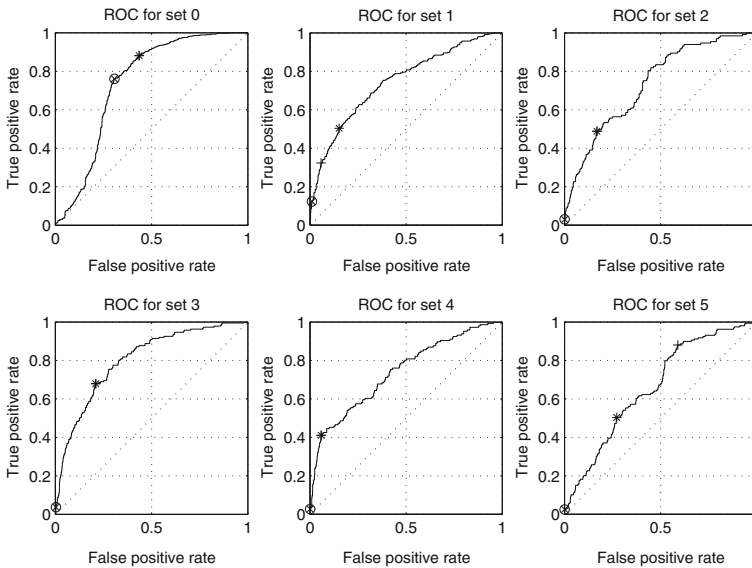 ROC for set 0
1
0.8
0.6
0.4
0.2
0
0
0.5
1
True positive rate
False positive rate
ROC for set 1
1
0.8
0.6
0.4
0.2
0
0
0.5
1
True positive rate
False positive rate
ROC for set 2
1
0.8
0.6
0.4
0.2
0
0
0.5
True positive rate
False positive rate
ROC for set 3
1
0.8
0.6
0.4
0.2
0
0
0.5
1
True positive rate
False positive rate
ROC for set 4
1
0.8
0.6
0.4
0.2
0
0
0.5
1
True positive rate
False positive rate
ROC for set 5
1
0.8
0.6
0.4
0.2
0
0
0.5
True positive rate
False positive rate